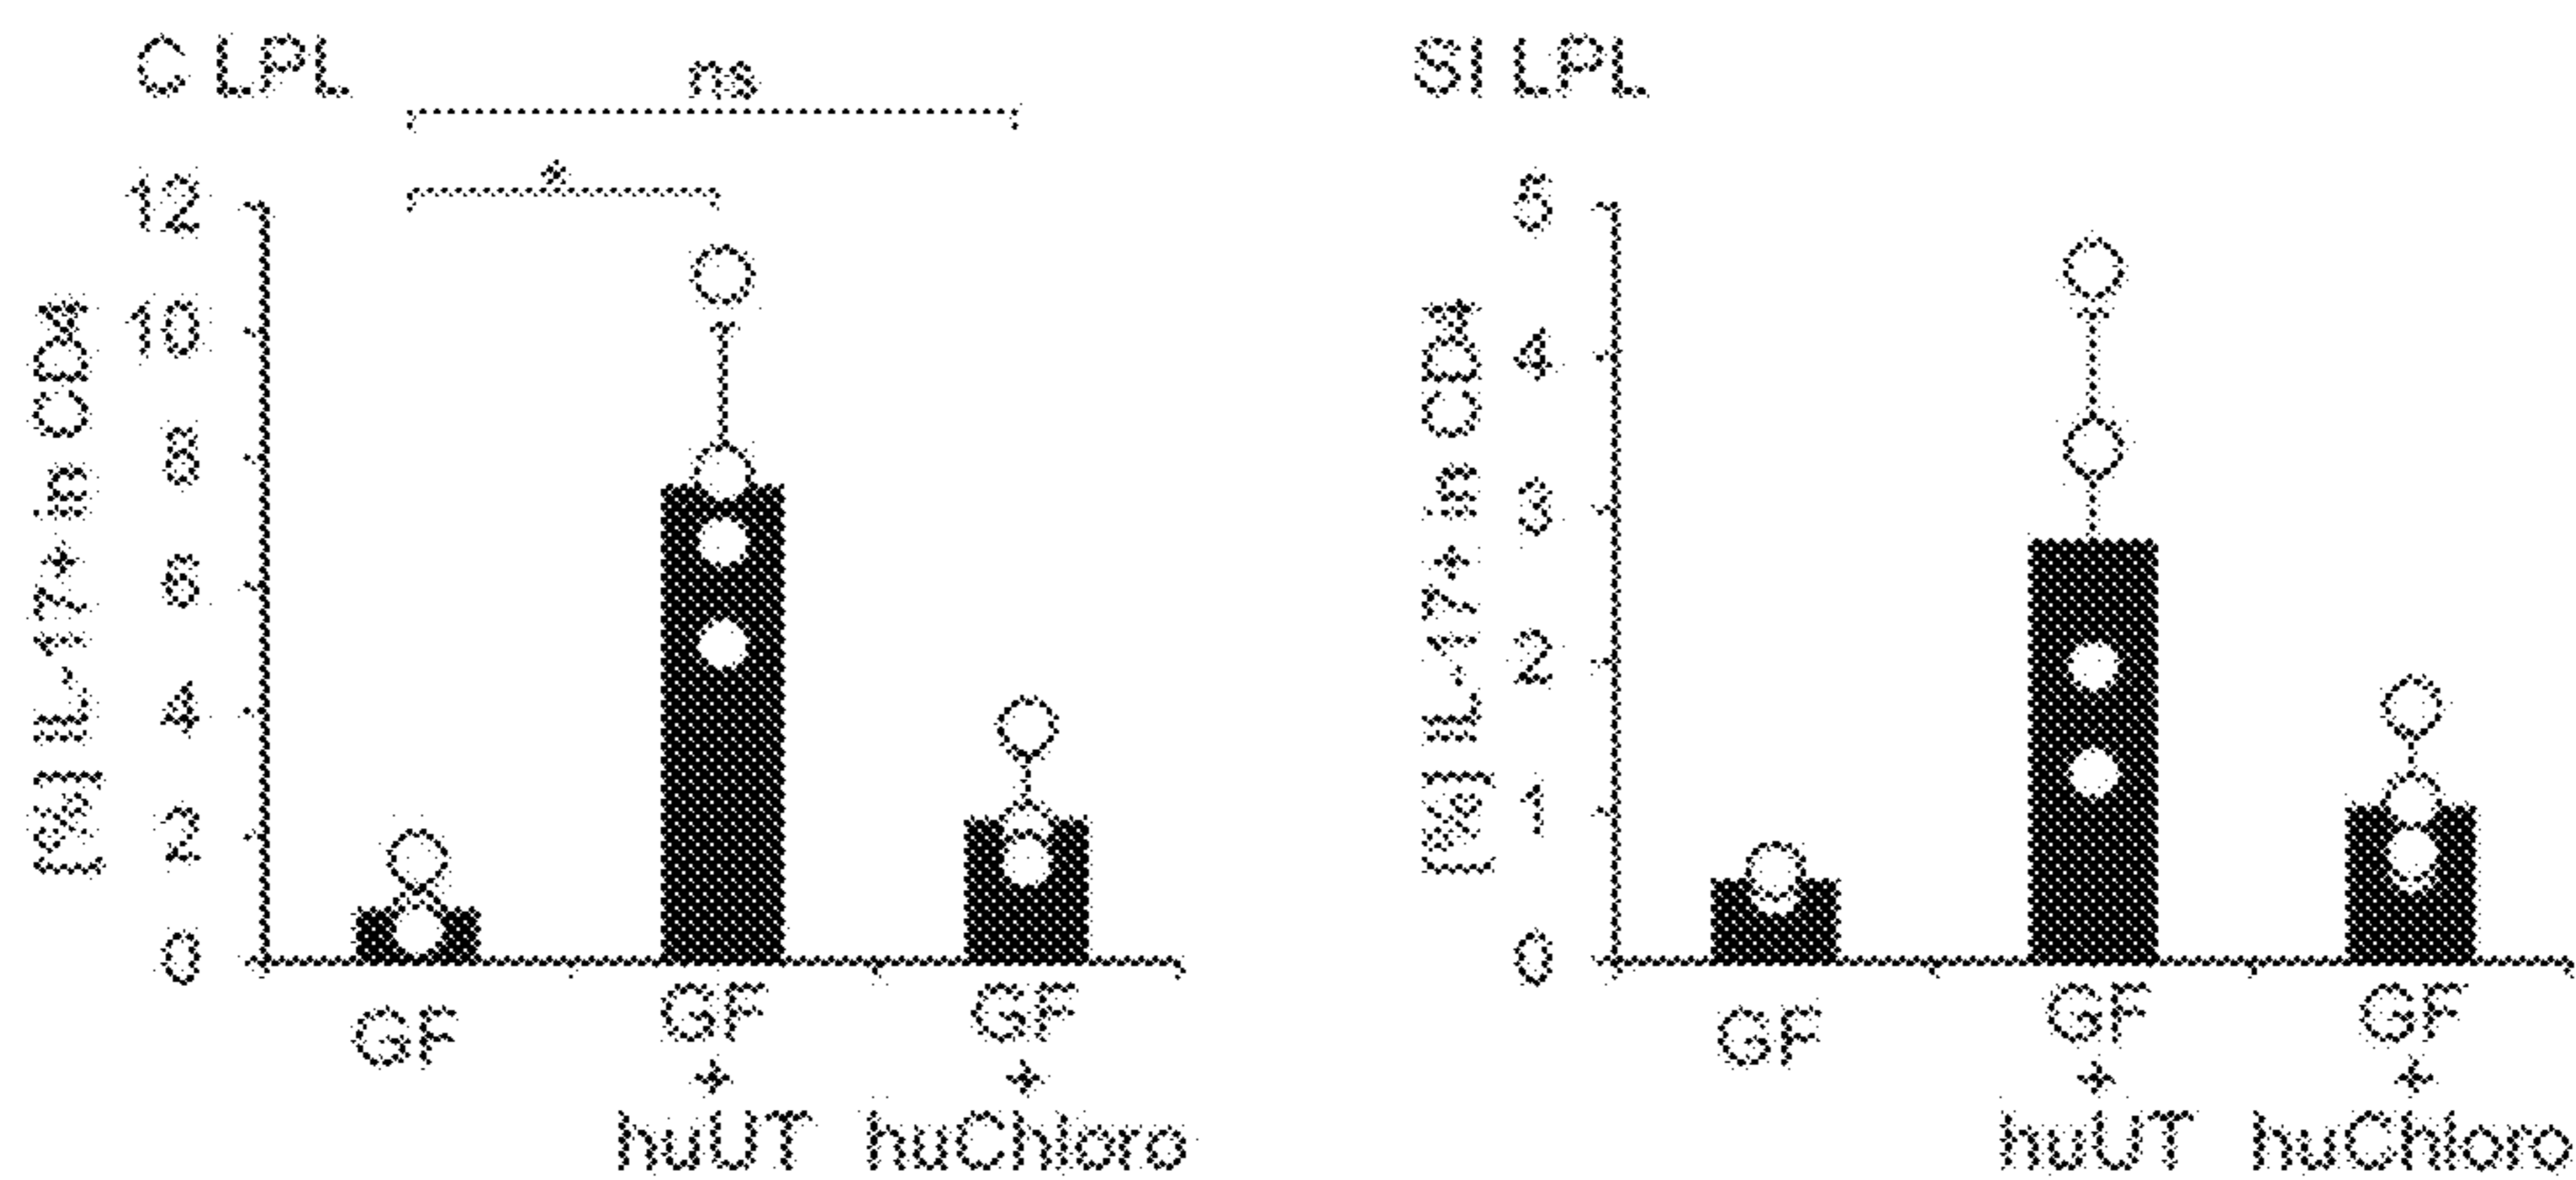 C LPL
ns
*
12
10
8
6
4
2
0
[%] IL-17+ in CD4
GF
GF
+
huUT
GF
+
huChloro
SI LPL
5
4
3
2
1
0
[%] IL-17+ in CD4
GF
GF
+
huUT
GF
+
huChloro